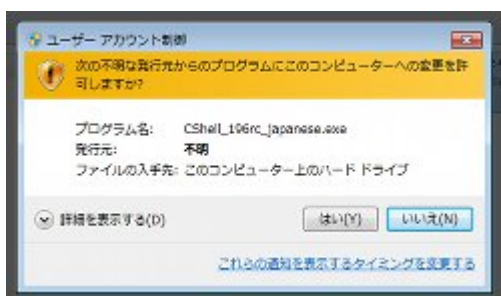 ユーザー アカウント制御
次の不明な発行元からのプログラムにこのコンピューターへの変更を許
可しますか?
プログラム名: CShell_196rc_japanese.exe
発行元: 不明
ファイルの入手先: このコンピューター上のハード ドライブ
詳細を表示する(D)
はい(Y) いいえ(N)
これらの通知を表示するタイミングを変更する